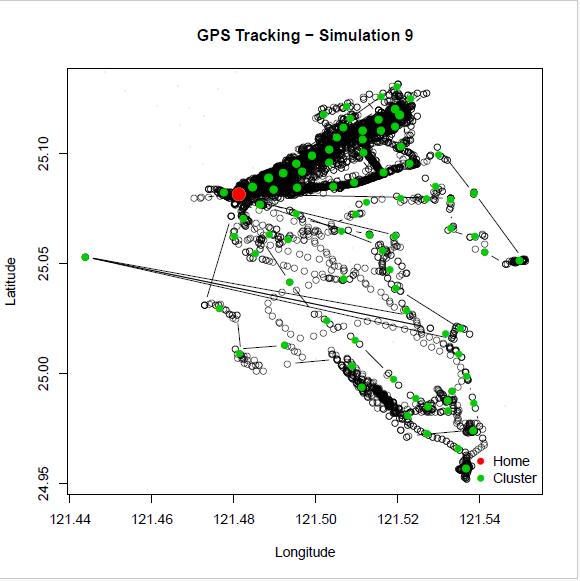 GPS Tracking − Simulation 9
Latitude
25.10
25.05
25.00
24.95
Home
Cluster
121.44 121.46 121.48 121.50 121.52 121.54
Longitude